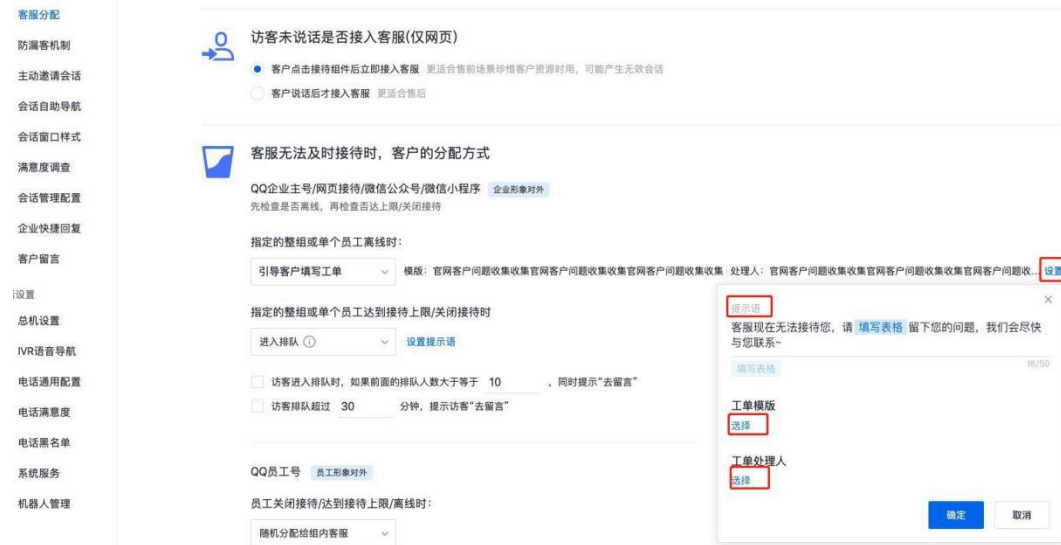 客服分配
防漏客机制
主动邀请会话
会话自助导航
会话窗口样式
满意度调查
会话管理配置
企业快捷回复
客户留言
设置
总机设置
IVR语音导航
电话通用配置
电话满意度
电话黑名单
系统服务
机器人管理
访客未说话是否接入客服(仅网页)
客户点击接待组件后立即接入客服 更适合售前场景珍惜客户资源时用，可能产生无效会话
客户说话后才接入客服 更适合售后
客服无法及时接待时，客户的分配方式
QQ企业主号/网页接待/微信公众号/微信小程序 企业形象对外
先检查是否离线，再检查否达上限/关闭接待
指定的整组或单个员工离线时：
引导客户填写工单 模版：官网客户问题收集收集官网客户问题收集收集官网客户问题收集收集 处理人：官网客户问题收集收集官网客户问题收集收集官网客户问题收... 设置
指定的整组或单个员工达到接待上限/关闭接待时
进入排队 设置提示语
访客进入排队时，如果前面的排队人数大于等于 10 ，同时提示“去留言”
访客排队超过 30 分钟，提示访客“去留言”
QQ员工号 员工形象对外
员工关闭接待/达到接待上限/离线时：
随机分配给组内客服
提示语
客服现在无法接待您，请 填写表格 留下您的问题，我们会尽快
与您联系~
填写表格 18/50
工单模版
选择
工单处理人
选择
确定 取消